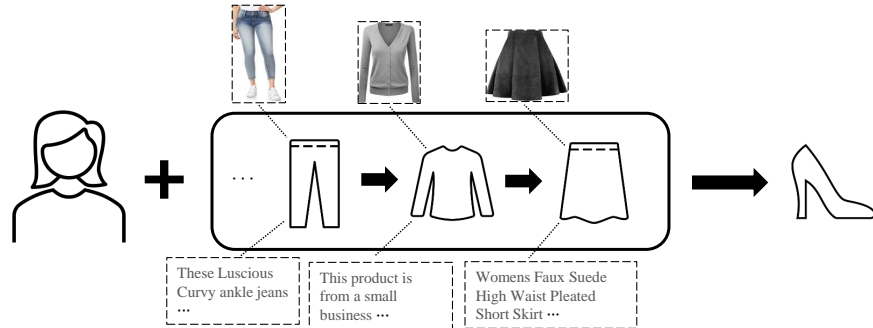 ...
These Luscious
Curvy ankle jeans
...
This product is
from a small
business ...
Womens Faux Suede
High Waist Pleated
Short Skirt ...